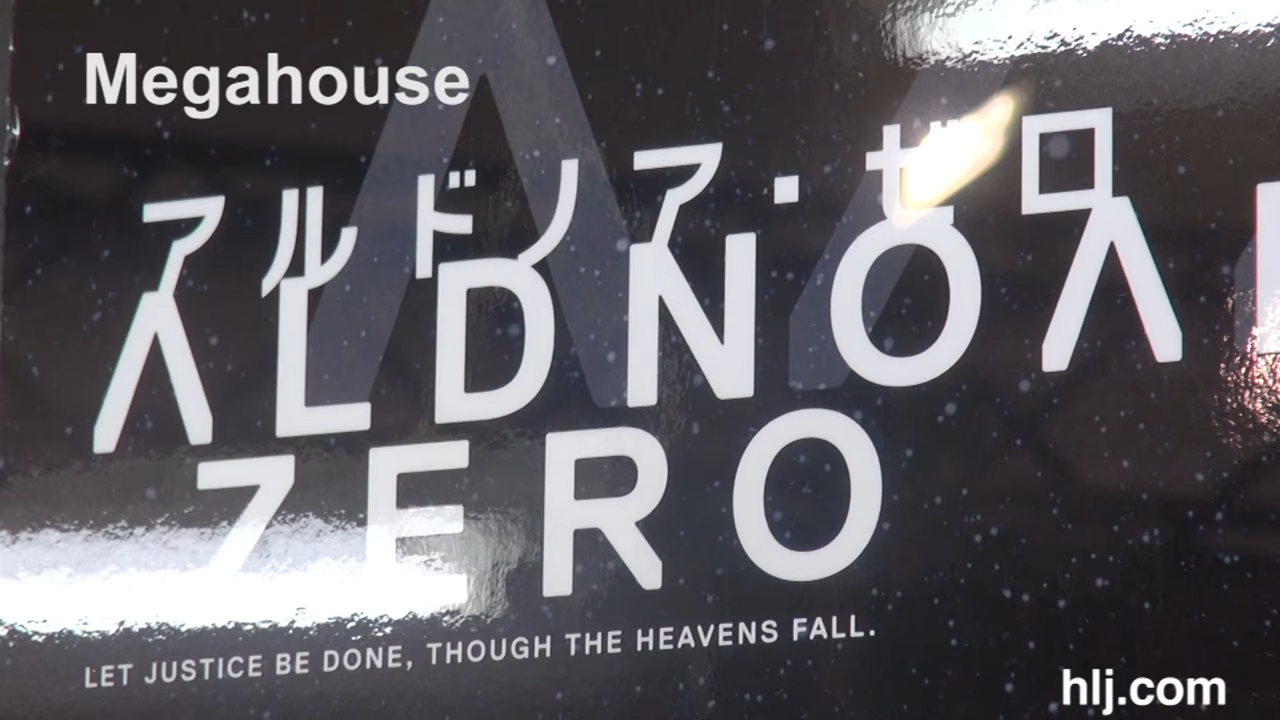 Megahouse
アルドノア・ゼロ
ALDNOA
ZERO
LET JUSTICE BE DONE, THOUGH THE HEAVENS FALL.
hlj.com